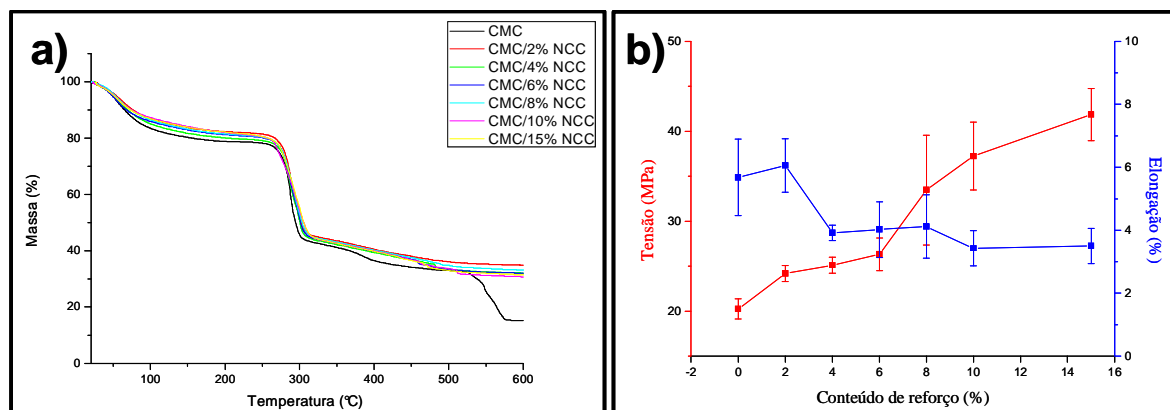 a)
CMC
CMC/2% NCC
CMC/4% NCC
CMC/6% NCC
CMC/8% NCC
CMC/10% NCC
CMC/15% NCC
100
80
60
40
20
0
Massa (%)
100 200 300 400 500 600
Temperatura (°C)
b)
50
40
30
20
Tensão (MPa)
10
8
6
4
2
0
Elongação (%)
-2 0 2 4 6 8 10 12 14 16
Conteúdo de reforço (%)